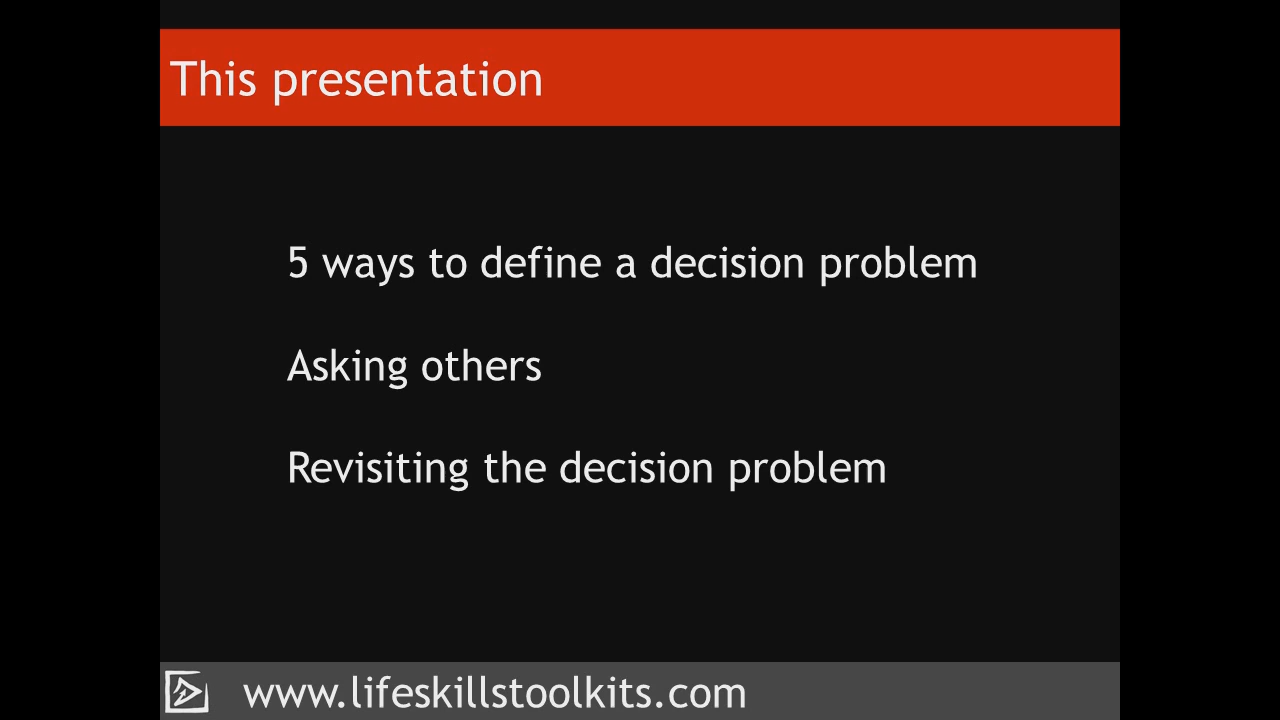 This presentation
5 ways to define a decision problem
Asking others
Revisiting the decision problem
www.lifeskillstoolkits.com